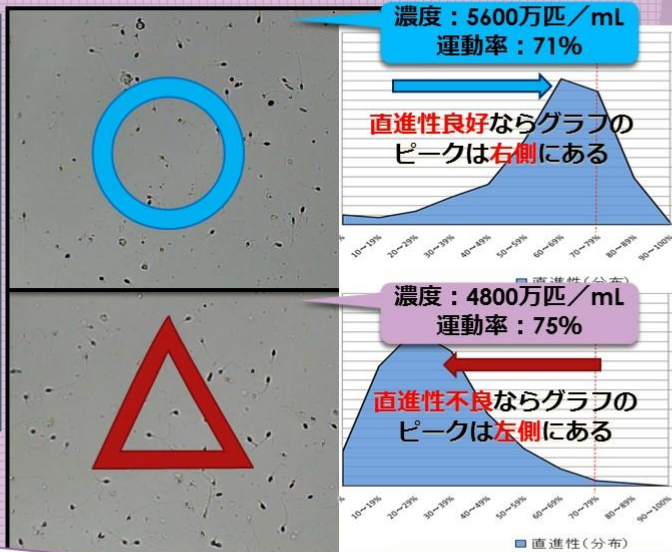 濃度：5600万匹／mL
運動率：71%
直進性良好ならグラフの
ピークは右側にある
10～19%
20～29%
30～39%
40～49%
50～59%
60～69%
70～79%
80～89%
90～100%
直進性(分布)
濃度：4800万匹／mL
運動率：75%
直進性不良ならグラフの
ピークは左側にある
10～19%
20～29%
30～39%
40～49%
50～59%
60～69%
70～79%
80～89%
90～100%
直進性(分布)